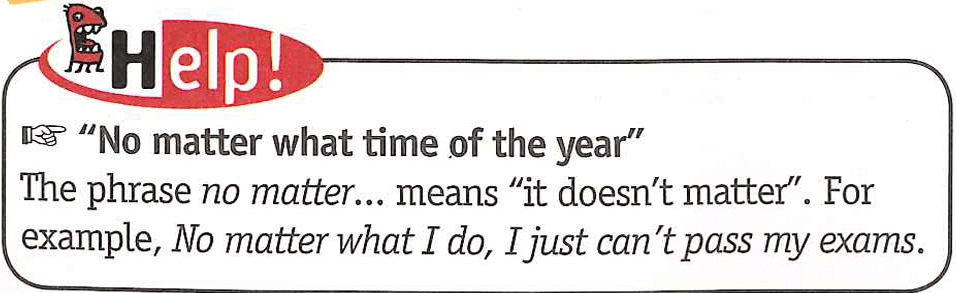 Help!
☞ “No matter what time of the year”
The phrase no matter... means “it doesn’t matter”. For
example, No matter what I do, I just can’t pass my exams.